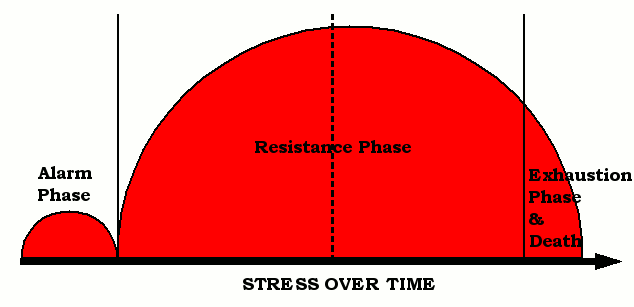 Alarm
Phase
Resistance Phase
Exhaustion
Phase
&
Death
STRESS OVER TIME